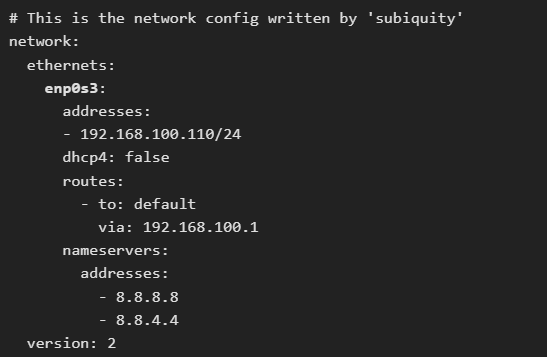 # This is the network config written by 'subiquity'
network:
  ethernets:
    enp0s3:
      addresses:
      - 192.168.100.110/24
      dhcp4: false
      routes:
        - to: default
          via: 192.168.100.1
      nameservers:
        addresses:
          - 8.8.8.8
          - 8.8.4.4
  version: 2